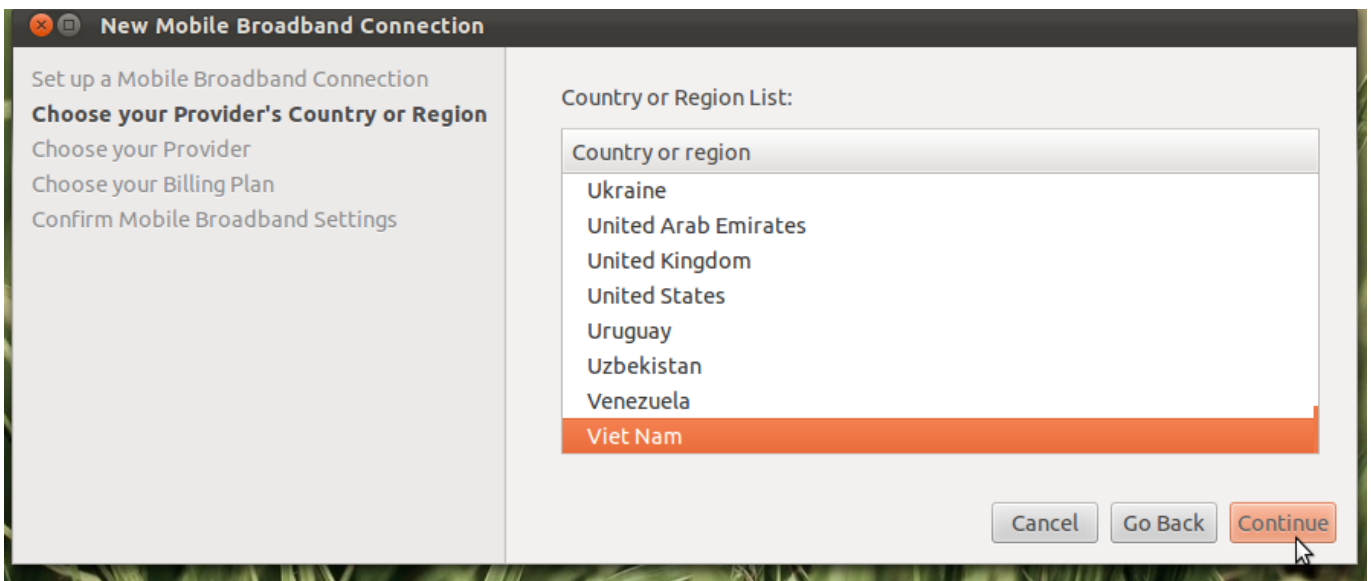 New Mobile Broadband Connection
Set up a Mobile Broadband Connection
Choose your Provider's Country or Region
Choose your Provider
Choose your Billing Plan
Confirm Mobile Broadband Settings
Country or Region List:
Country or region
Ukraine
United Arab Emirates
United Kingdom
United States
Uruguay
Uzbekistan
Venezuela
Viet Nam
Cancel
Go Back
Continue